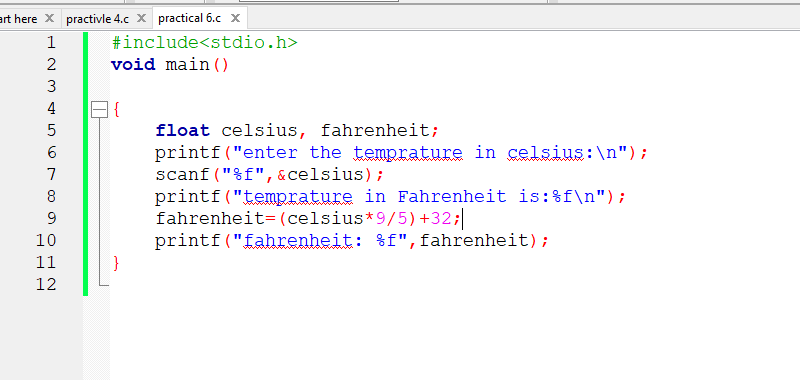 art here practivle 4.c practical 6.c
1 #include<stdio.h>
2 void main()
3
4 {
5 float celsius, fahrenheit;
6 printf("enter the temprature in celsius:\n");
7 scanf("%f",&celsius);
8 printf("temprature in Fahrenheit is:%f\n");
9 fahrenheit=(celsius*9/5)+32;
10 printf("fahrenheit: %f",fahrenheit);
11 }
12